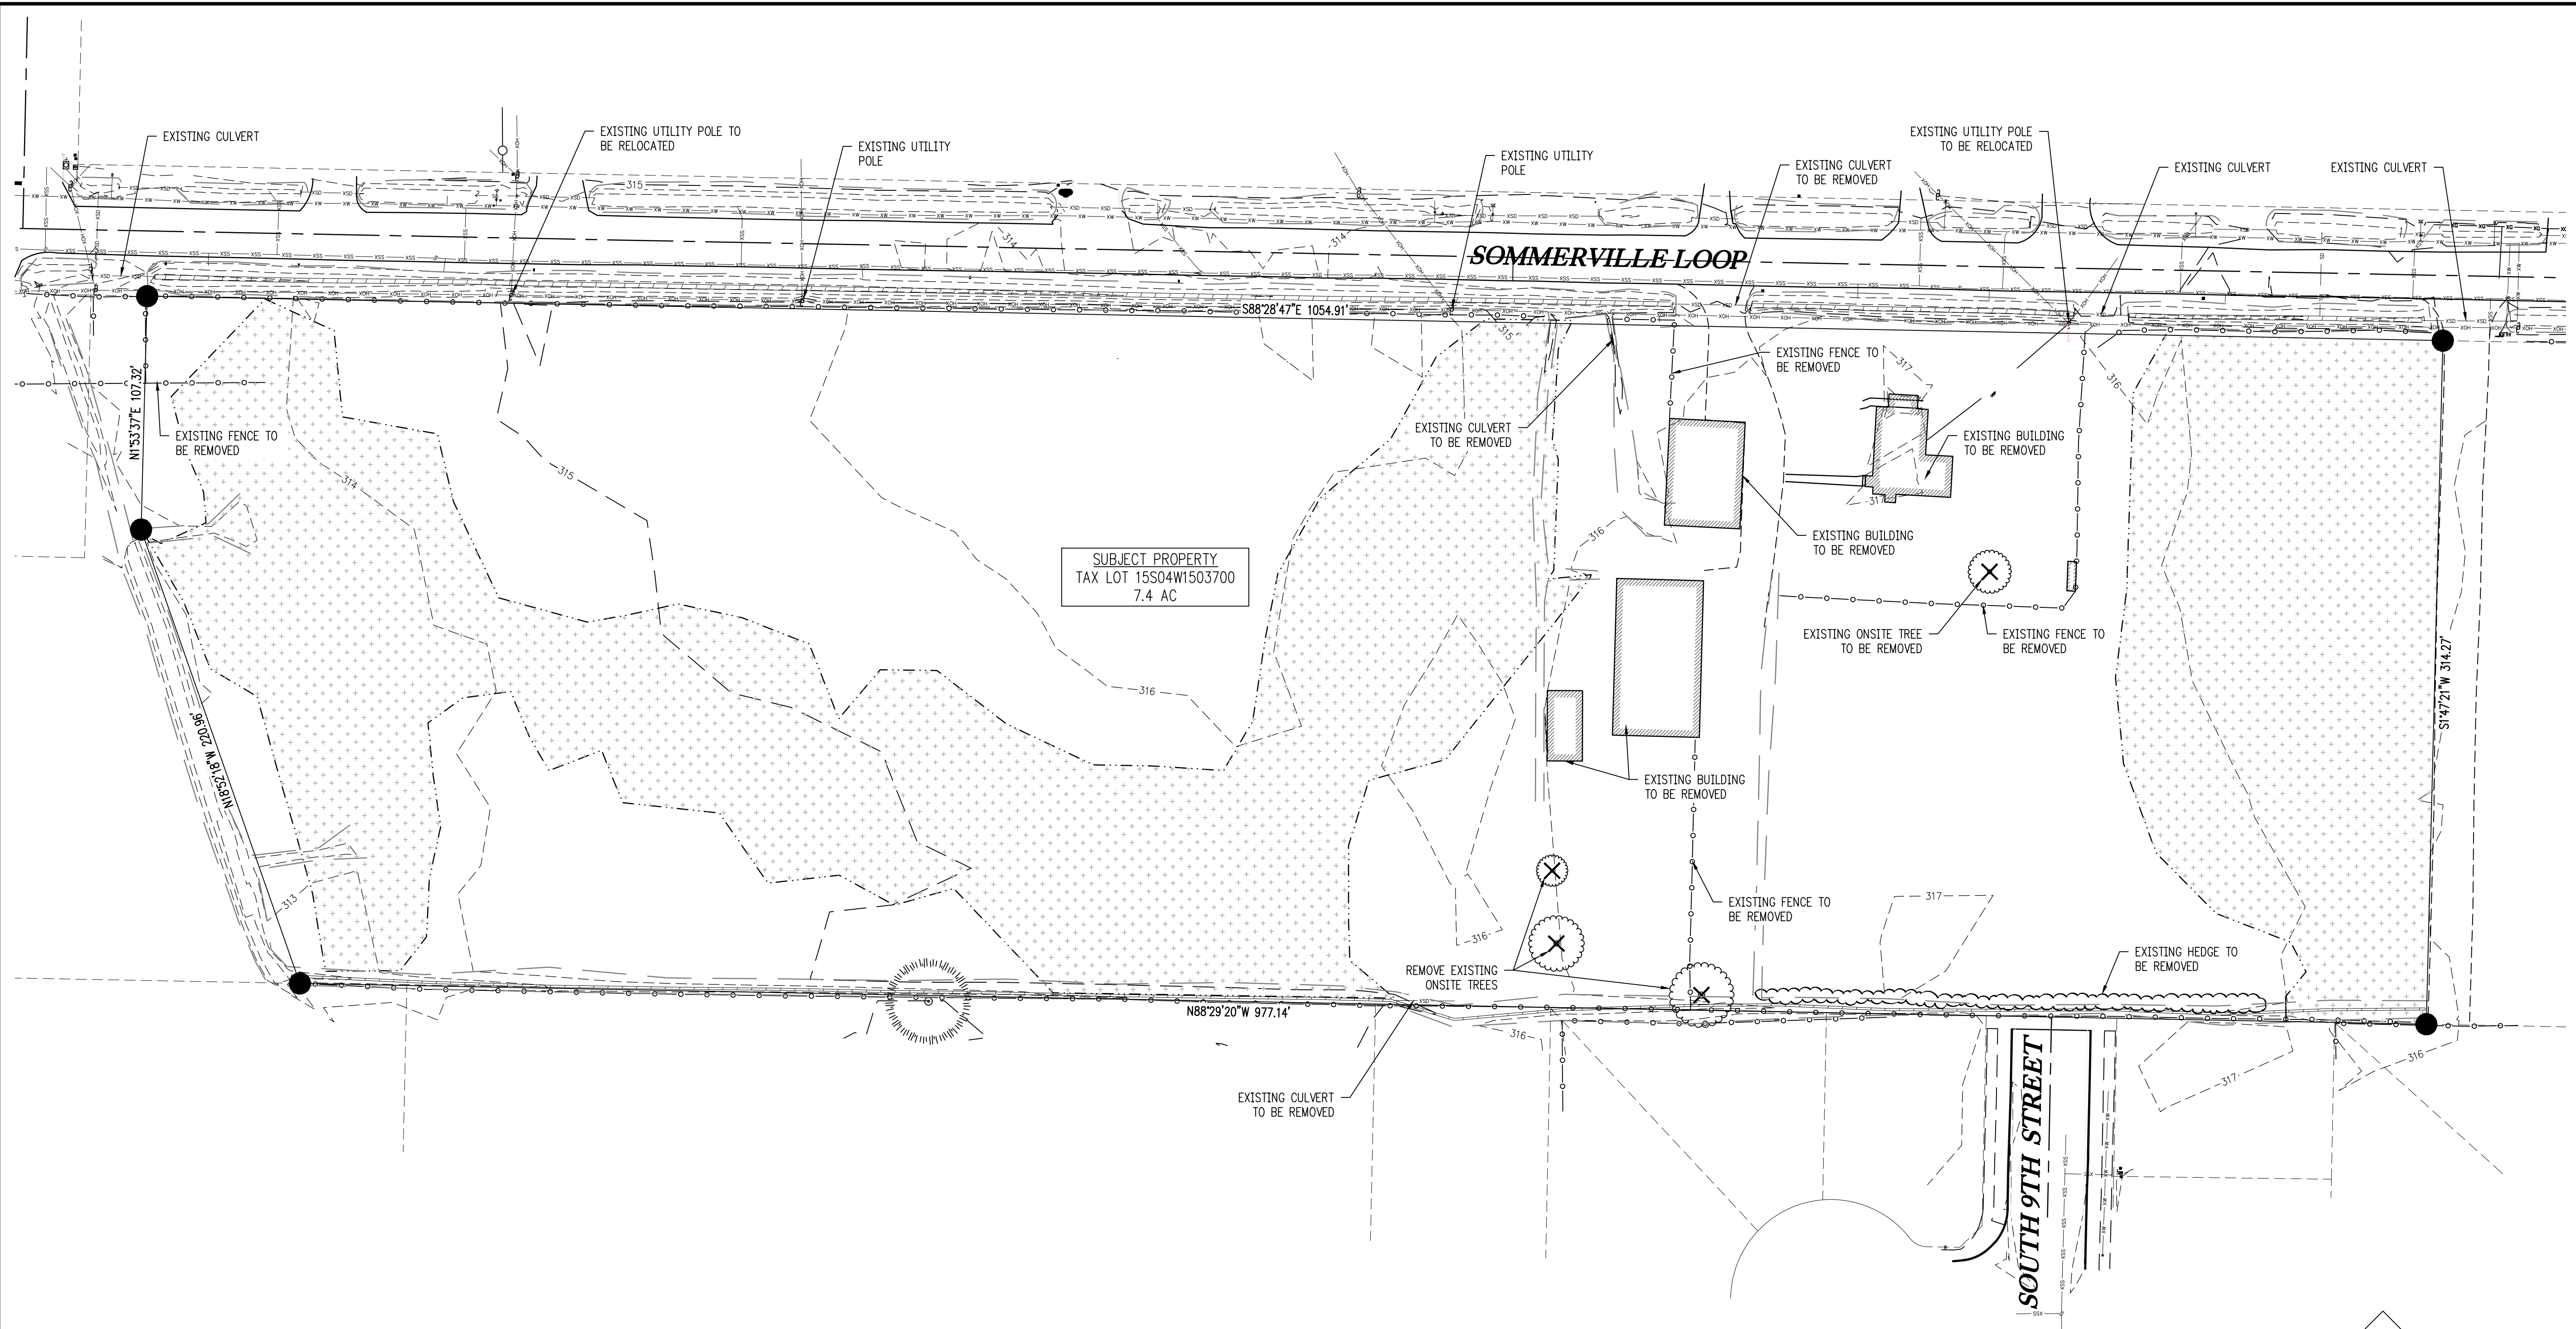 EXISTING CULVERT
EXISTING UTILITY POLE TO
BE RELOCATED
EXISTING UTILITY
POLE
EXISTING UTILITY
POLE
EXISTING CULVERT
TO BE REMOVED
EXISTING UTILITY POLE
TO BE RELOCATED
EXISTING CULVERT
EXISTING CULVERT
315
314
314
SOMMERVILLE LOOP
S88°28'47"E 1054.91'
315
EXISTING FENCE TO
BE REMOVED
317
316
N1°53'37"E 107.32'
EXISTING FENCE TO
BE REMOVED
EXISTING CULVERT
TO BE REMOVED
EXISTING BUILDING
TO BE REMOVED
314
315
317
316
EXISTING BUILDING
TO BE REMOVED
SUBJECT PROPERTY
TAX LOT 15S04W1503700
7.4 AC
EXISTING ONSITE TREE
TO BE REMOVED
EXISTING FENCE TO
BE REMOVED
316
S1°47'21"W 314.27'
N18°52'18"W 220.96'
EXISTING BUILDING
TO BE REMOVED
313
EXISTING FENCE TO
BE REMOVED
317
316
REMOVE EXISTING
ONSITE TREES
EXISTING HEDGE TO
BE REMOVED
N88°29'20"W 977.14'
316
316
317
EXISTING CULVERT
TO BE REMOVED
SOUTH 9TH STREET